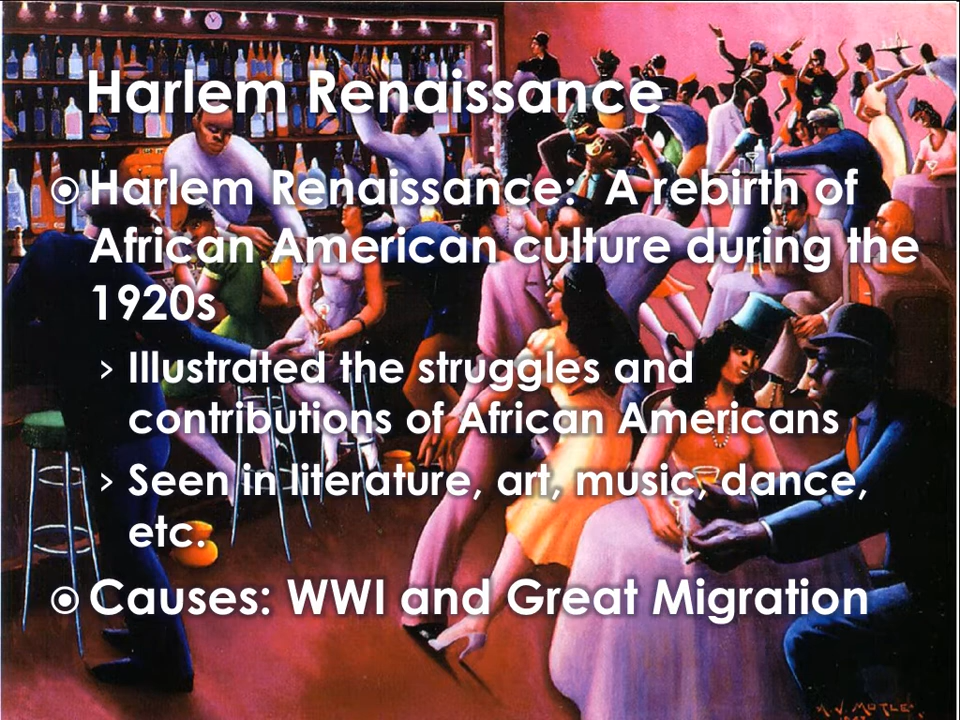 Harlem Renaissance
Harlem Renaissance: A rebirth of
African American culture during the
1920s
› Illustrated the struggles and
contributions of African Americans
› Seen in literature, art, music, dance,
etc.
Causes: WWI and Great Migration
A. J. MOTLE